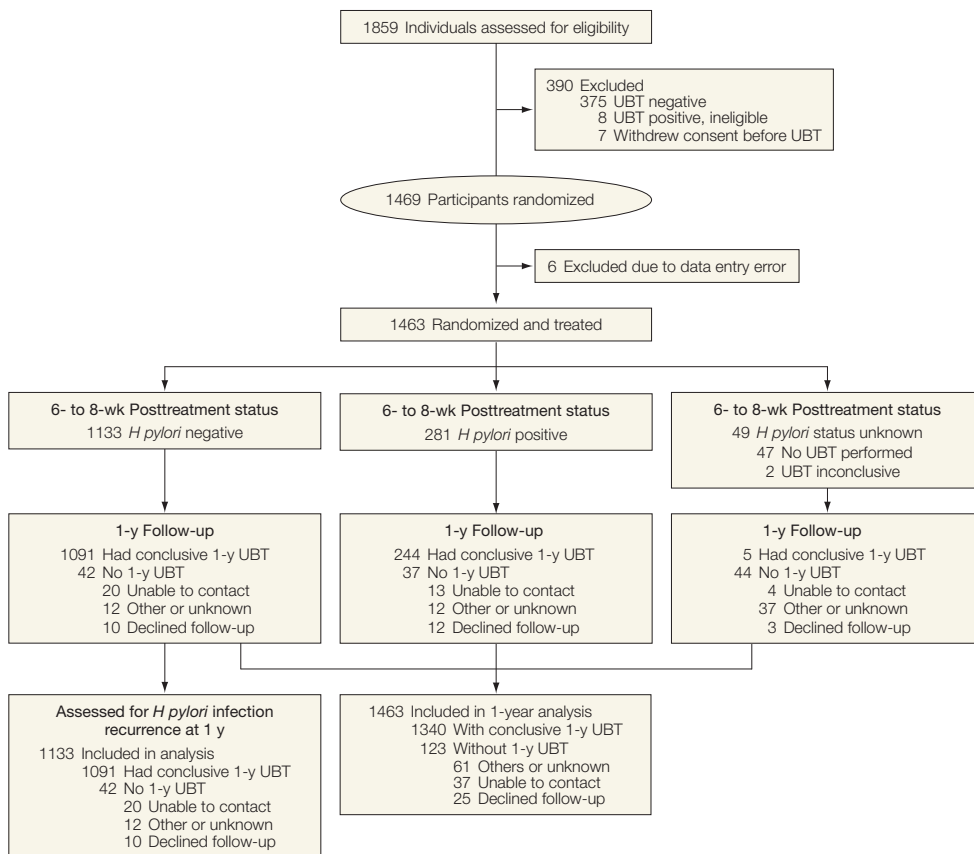 1859 Individuals assessed for eligibility
390 Excluded
375 UBT negative
8 UBT positive, ineligible
7 Withdrew consent before UBT
1469 Participants randomized
6 Excluded due to data entry error
1463 Randomized and treated
6- to 8-wk Posttreatment status
1133 H pylori negative
6- to 8-wk Posttreatment status
281 H pylori positive
6- to 8-wk Posttreatment status
49 H pylori status unknown
47 No UBT performed
2 UBT inconclusive
1-y Follow-up
1091 Had conclusive 1-y UBT
42 No 1-y UBT
20 Unable to contact
12 Other or unknown
10 Declined follow-up
1-y Follow-up
244 Had conclusive 1-y UBT
37 No 1-y UBT
13 Unable to contact
12 Other or unknown
12 Declined follow-up
1-y Follow-up
5 Had conclusive 1-y UBT
44 No 1-y UBT
4 Unable to contact
37 Other or unknown
3 Declined follow-up
Assessed for H pylori infection
recurrence at 1 y
1133 Included in analysis
1091 Had conclusive 1-y UBT
42 No 1-y UBT
20 Unable to contact
12 Other or unknown
10 Declined follow-up
1463 Included in 1-year analysis
1340 With conclusive 1-y UBT
123 Without 1-y UBT
61 Others or unknown
37 Unable to contact
25 Declined follow-up